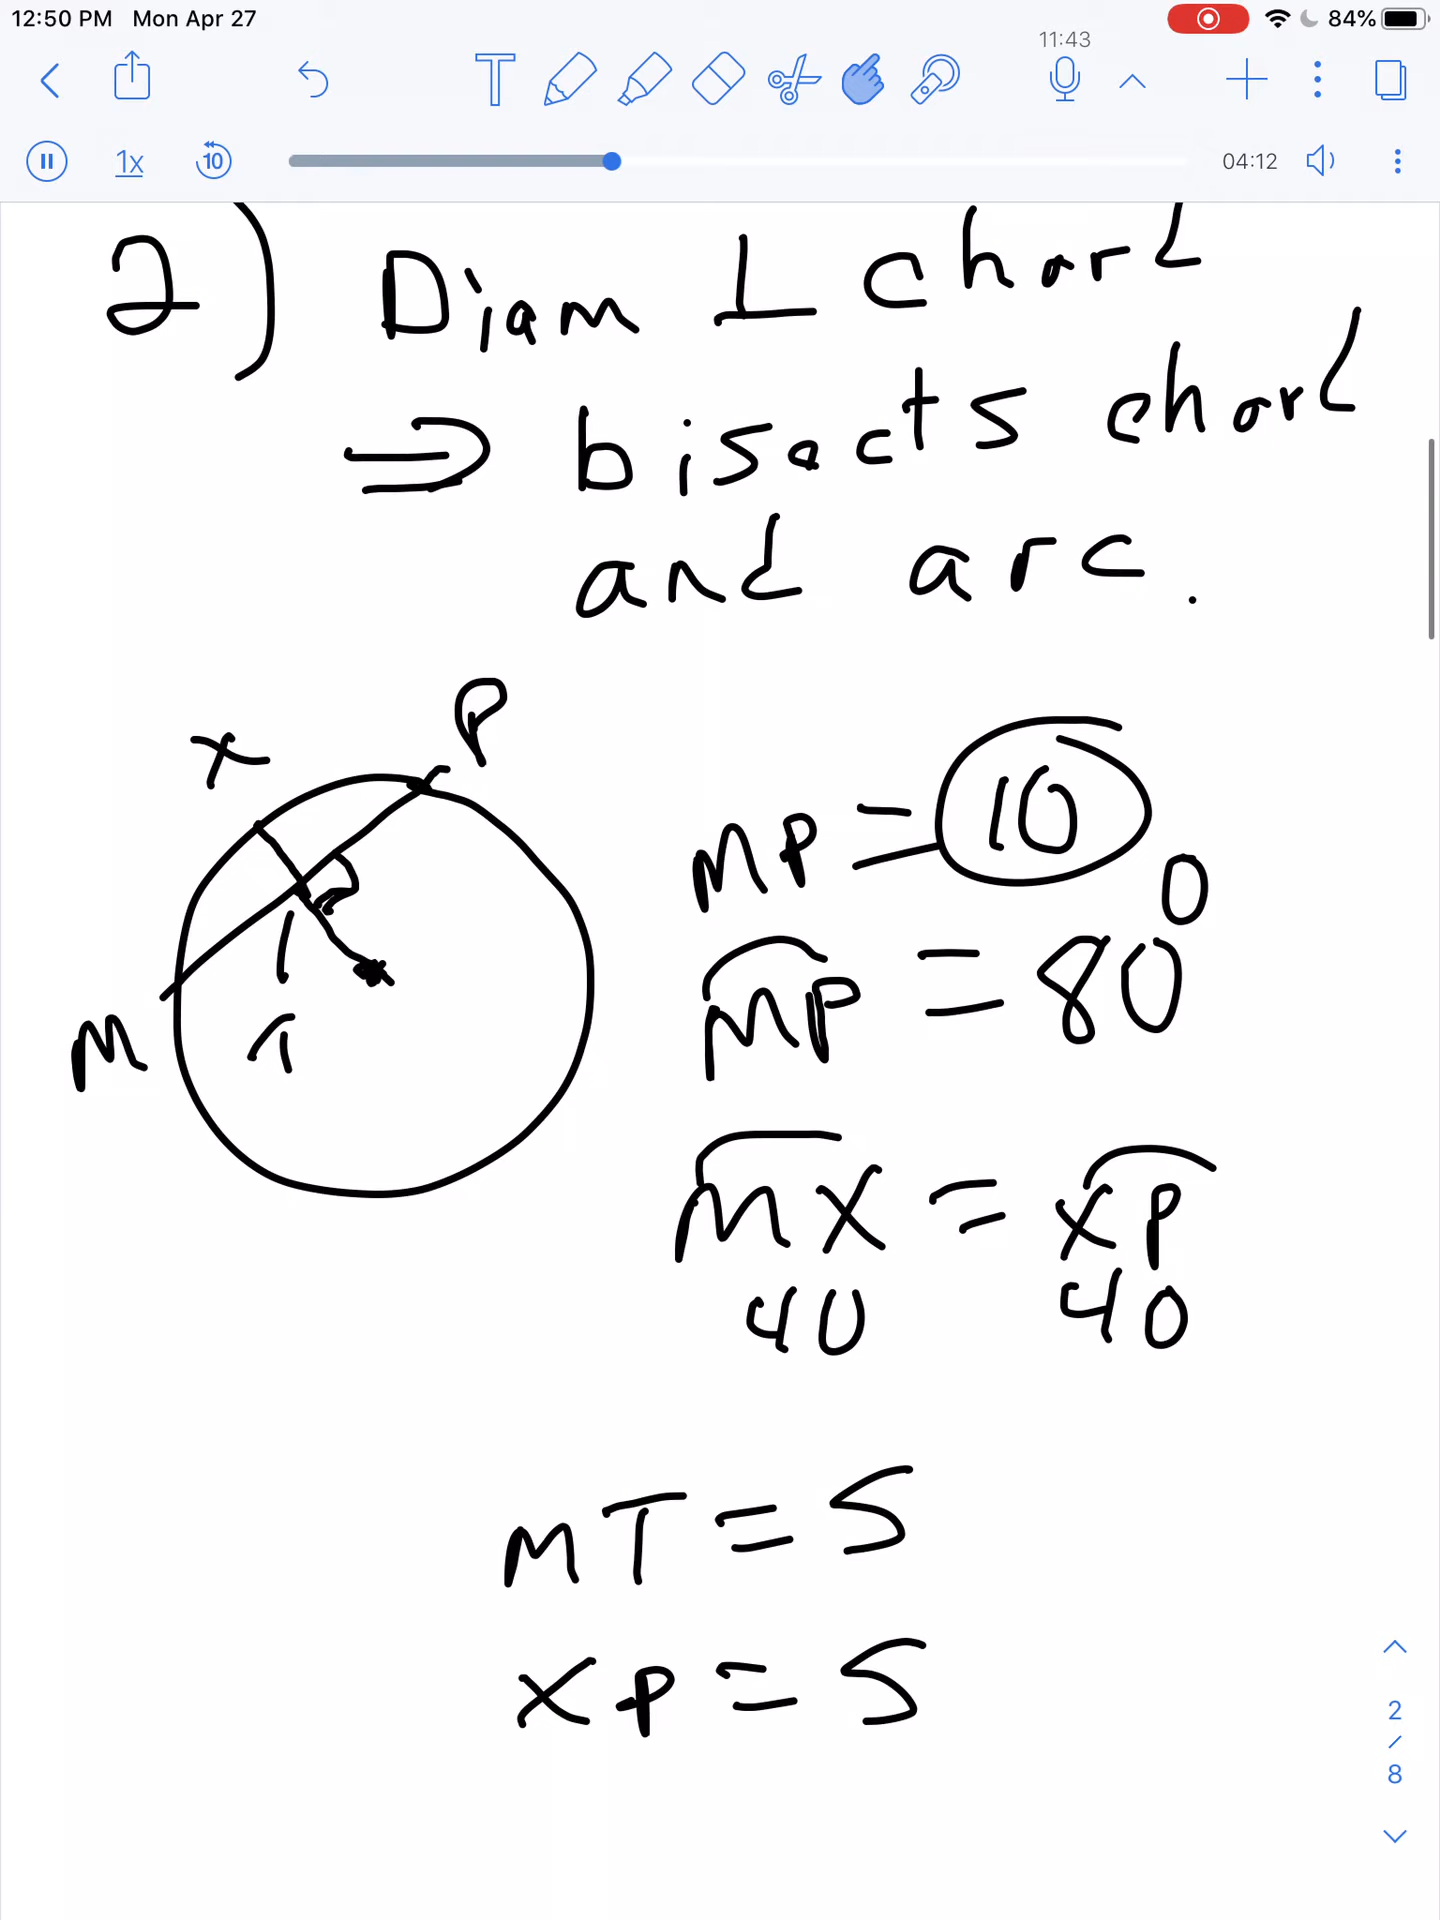 12:50 PM Mon Apr 27 84%
11:43
1x 10 04:12
2) Diam ⊥ chord
⇒ bisects chord
and arc.
P
X
M
T
MP = 10
MP = 80°
MX = XP
40 40
MT = 5
XP = 5
2
/
8